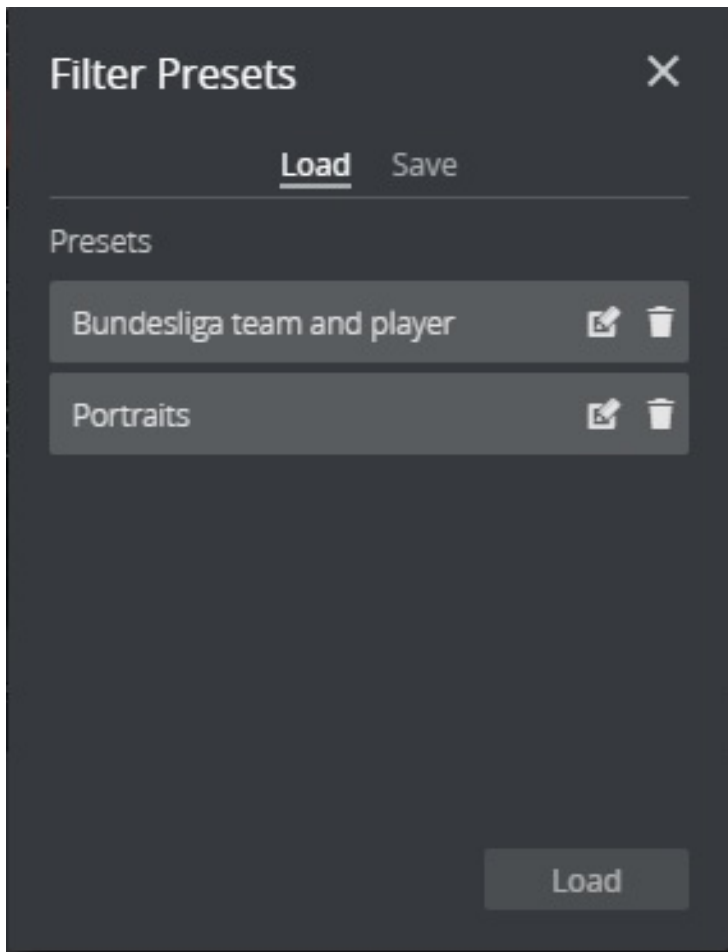 Filter Presets
Load Save
Presets
Bundesliga team and player
Portraits
Load